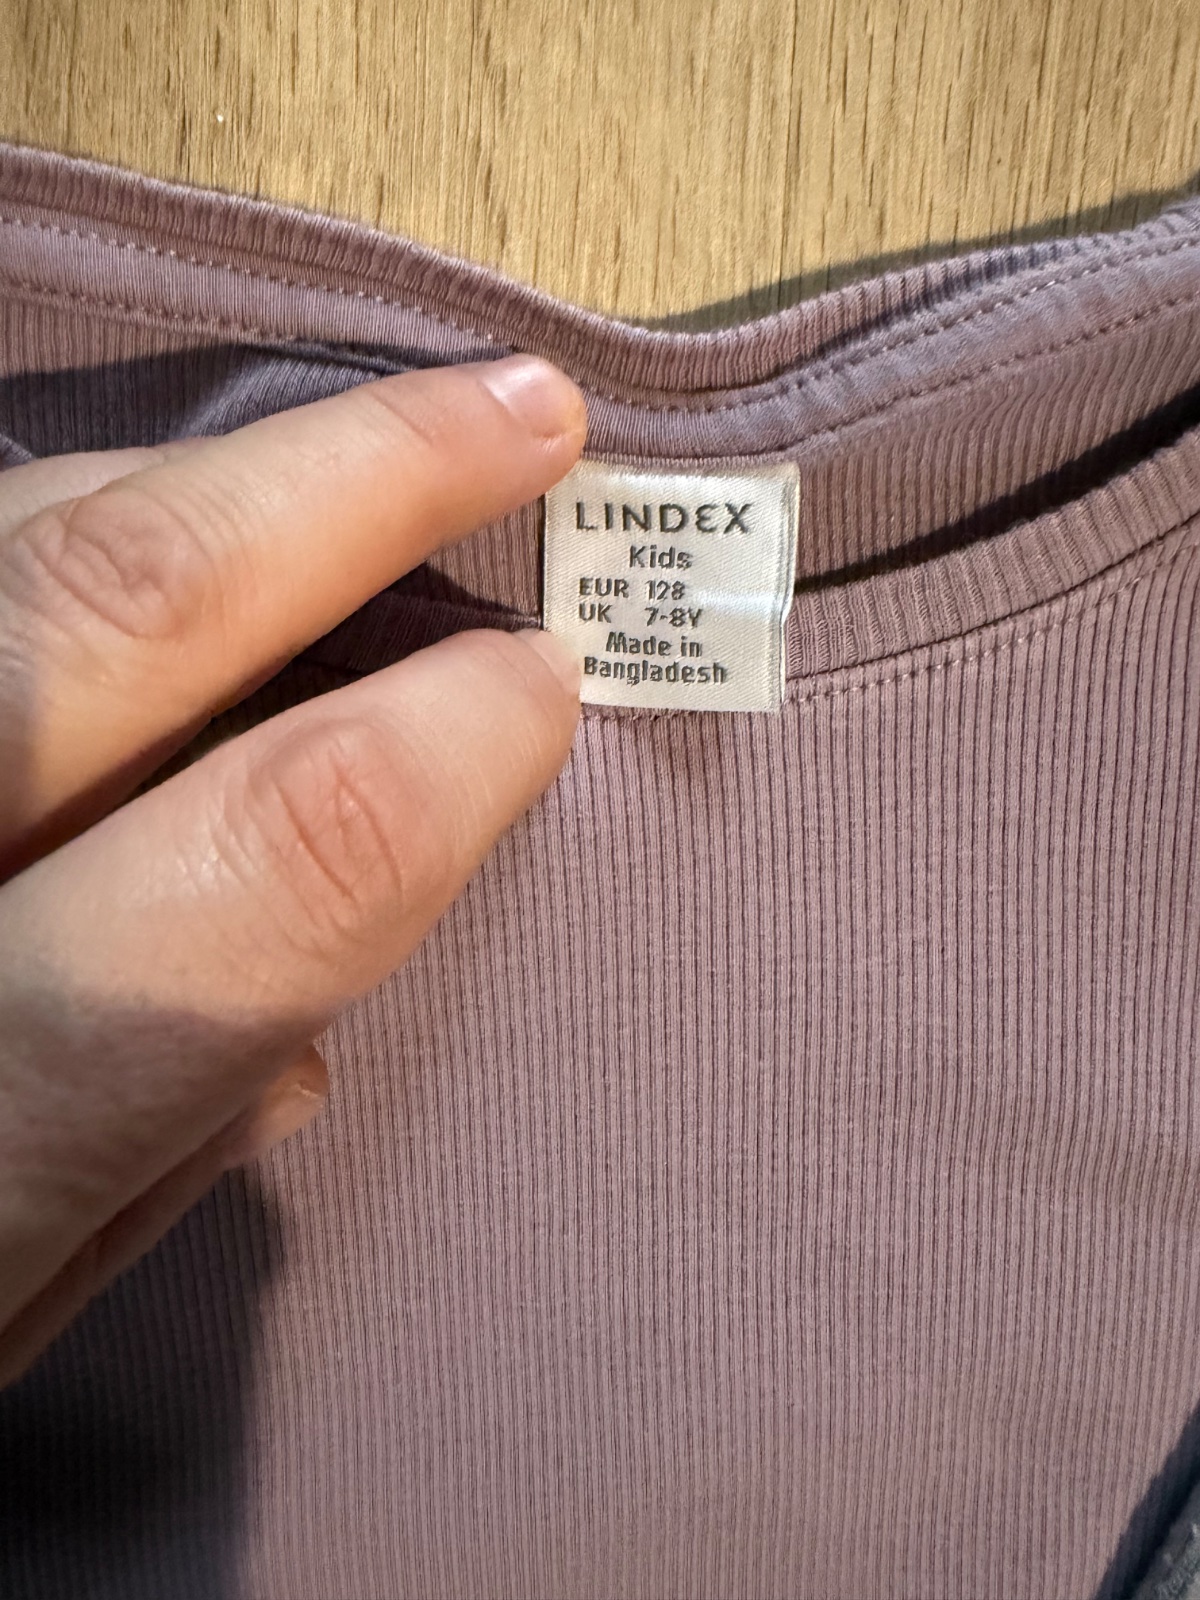 LINDEX
Kids
EUR 128
UK 7-8Y
Made in
Bangladesh